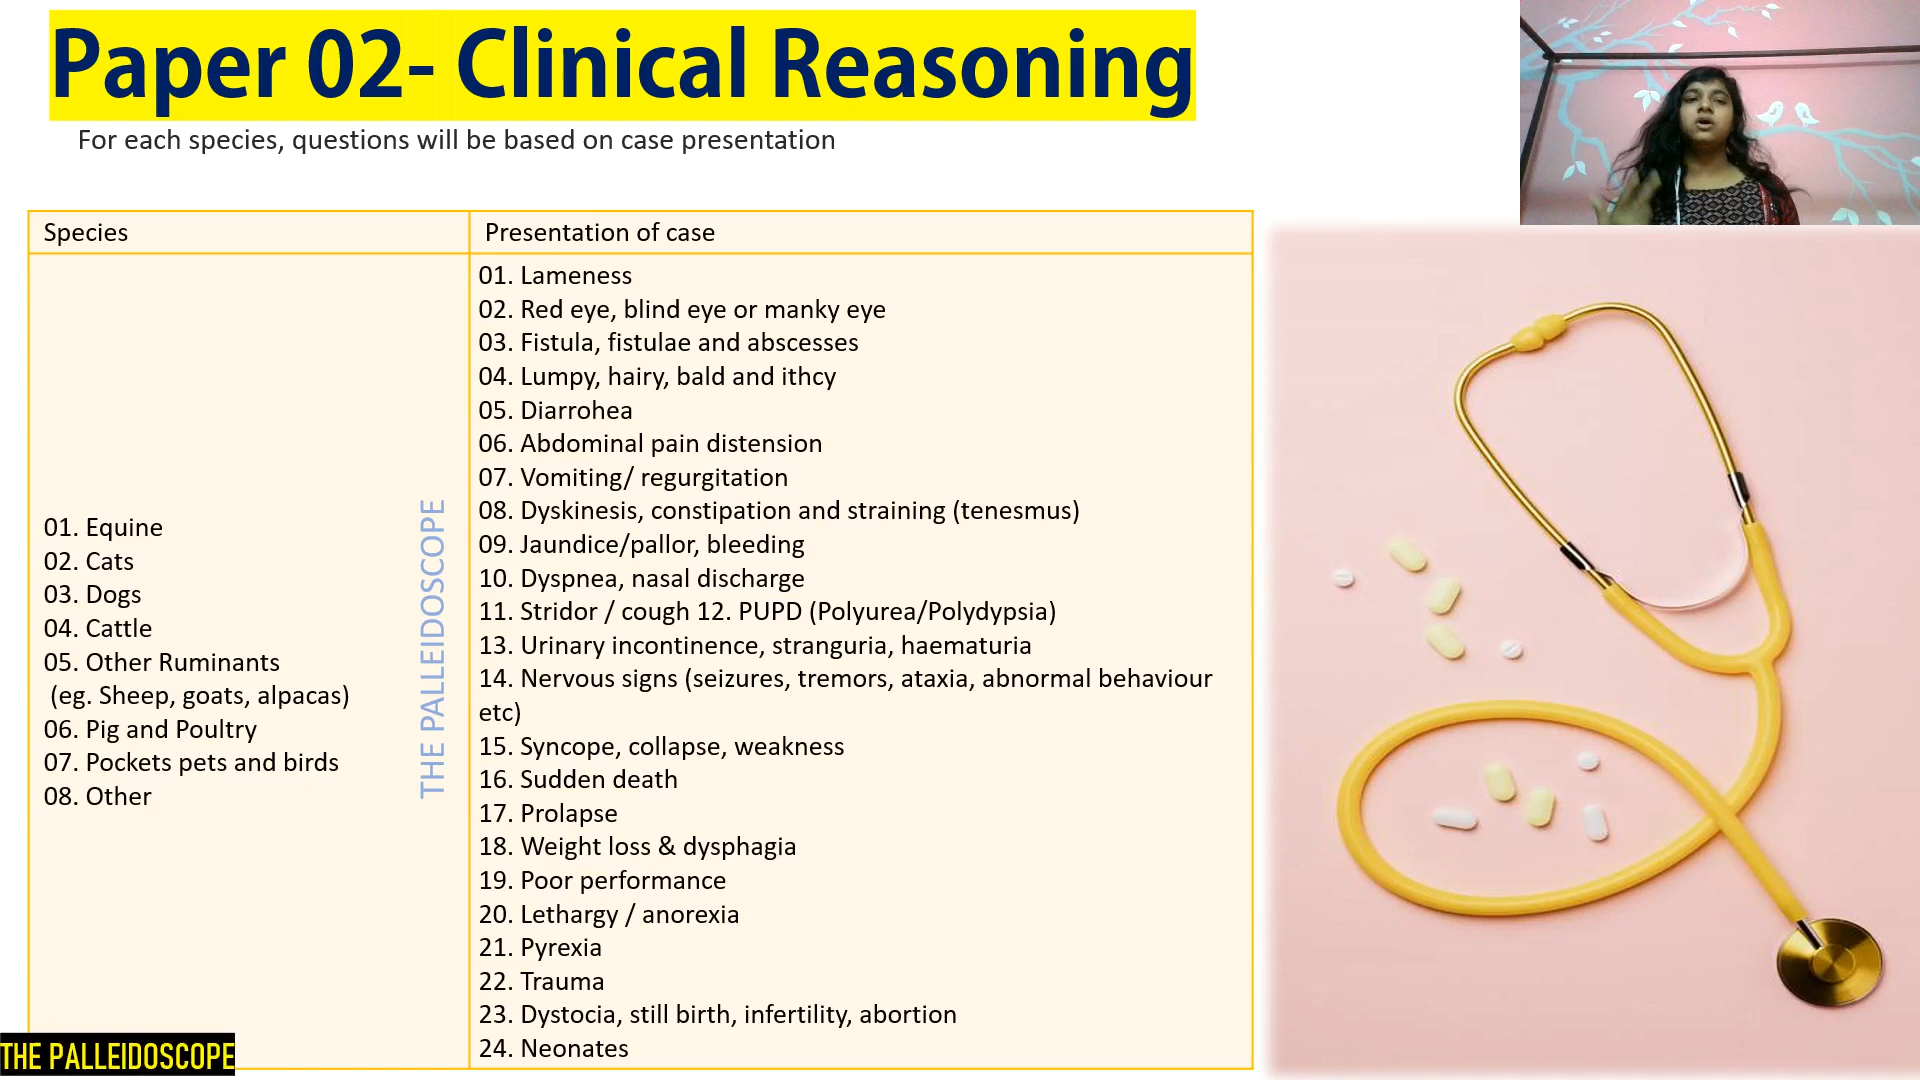 Paper 02- Clinical Reasoning
For each species, questions will be based on case presentation
Species
Presentation of case
01. Equine
02. Cats
03. Dogs
04. Cattle
05. Other Ruminants
(eg. Sheep, goats, alpacas)
06. Pig and Poultry
07. Pockets pets and birds
08. Other
THE PALLEIDOSCOPE
01. Lameness
02. Red eye, blind eye or manky eye
03. Fistula, fistulae and abscesses
04. Lumpy, hairy, bald and ithcy
05. Diarrohea
06. Abdominal pain distension
07. Vomiting/ regurgitation
08. Dyskinesis, constipation and straining (tenesmus)
09. Jaundice/pallor, bleeding
10. Dyspnea, nasal discharge
11. Stridor / cough 12. PUPD (Polyurea/Polydypsia)
13. Urinary incontinence, stranguria, haematuria
14. Nervous signs (seizures, tremors, ataxia, abnormal behaviour
etc)
15. Syncope, collapse, weakness
16. Sudden death
17. Prolapse
18. Weight loss & dysphagia
19. Poor performance
20. Lethargy / anorexia
21. Pyrexia
22. Trauma
23. Dystocia, still birth, infertility, abortion
24. Neonates
THE PALLEIDOSCOPE